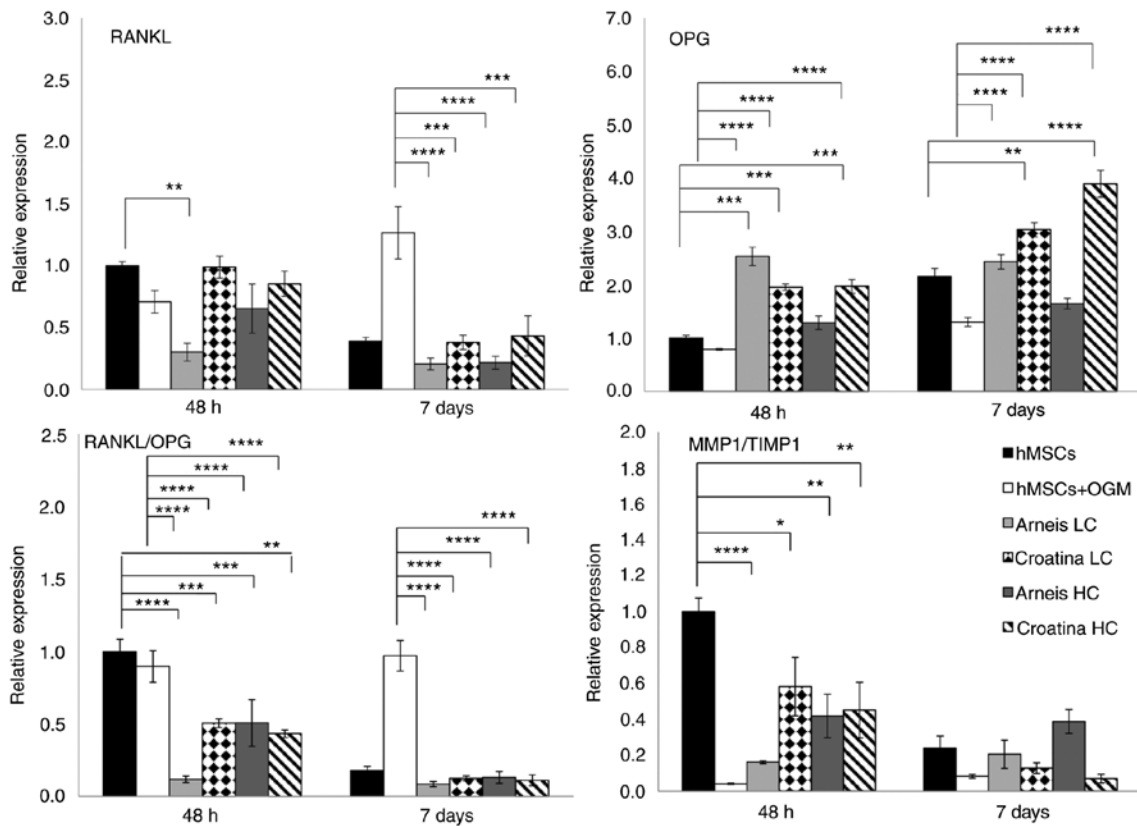 RANKL
Relative expression
3.0
2.5
2.0
1.5
1.0
0.5
0.0
**
***
****
***
****
48 h
7 days
OPG
Relative expression
7.0
6.0
5.0
4.0
3.0
2.0
1.0
0.0
****
****
****
***
***
***
****
****
****
****
**
48 h
7 days
RANKL/OPG
Relative expression
2.5
2.0
1.5
1.0
0.5
0.0
****
****
****
****
**
***
***
****
****
****
****
****
48 h
7 days
MMP1/TIMP1
Relative expression
2.0
1.8
1.6
1.4
1.2
1.0
0.8
0.6
0.4
0.2
0.0
**
**
*
****
48 h
7 days
hMSCs
hMSCs+OGM
Arneis LC
Croatina LC
Arneis HC
Croatina HC